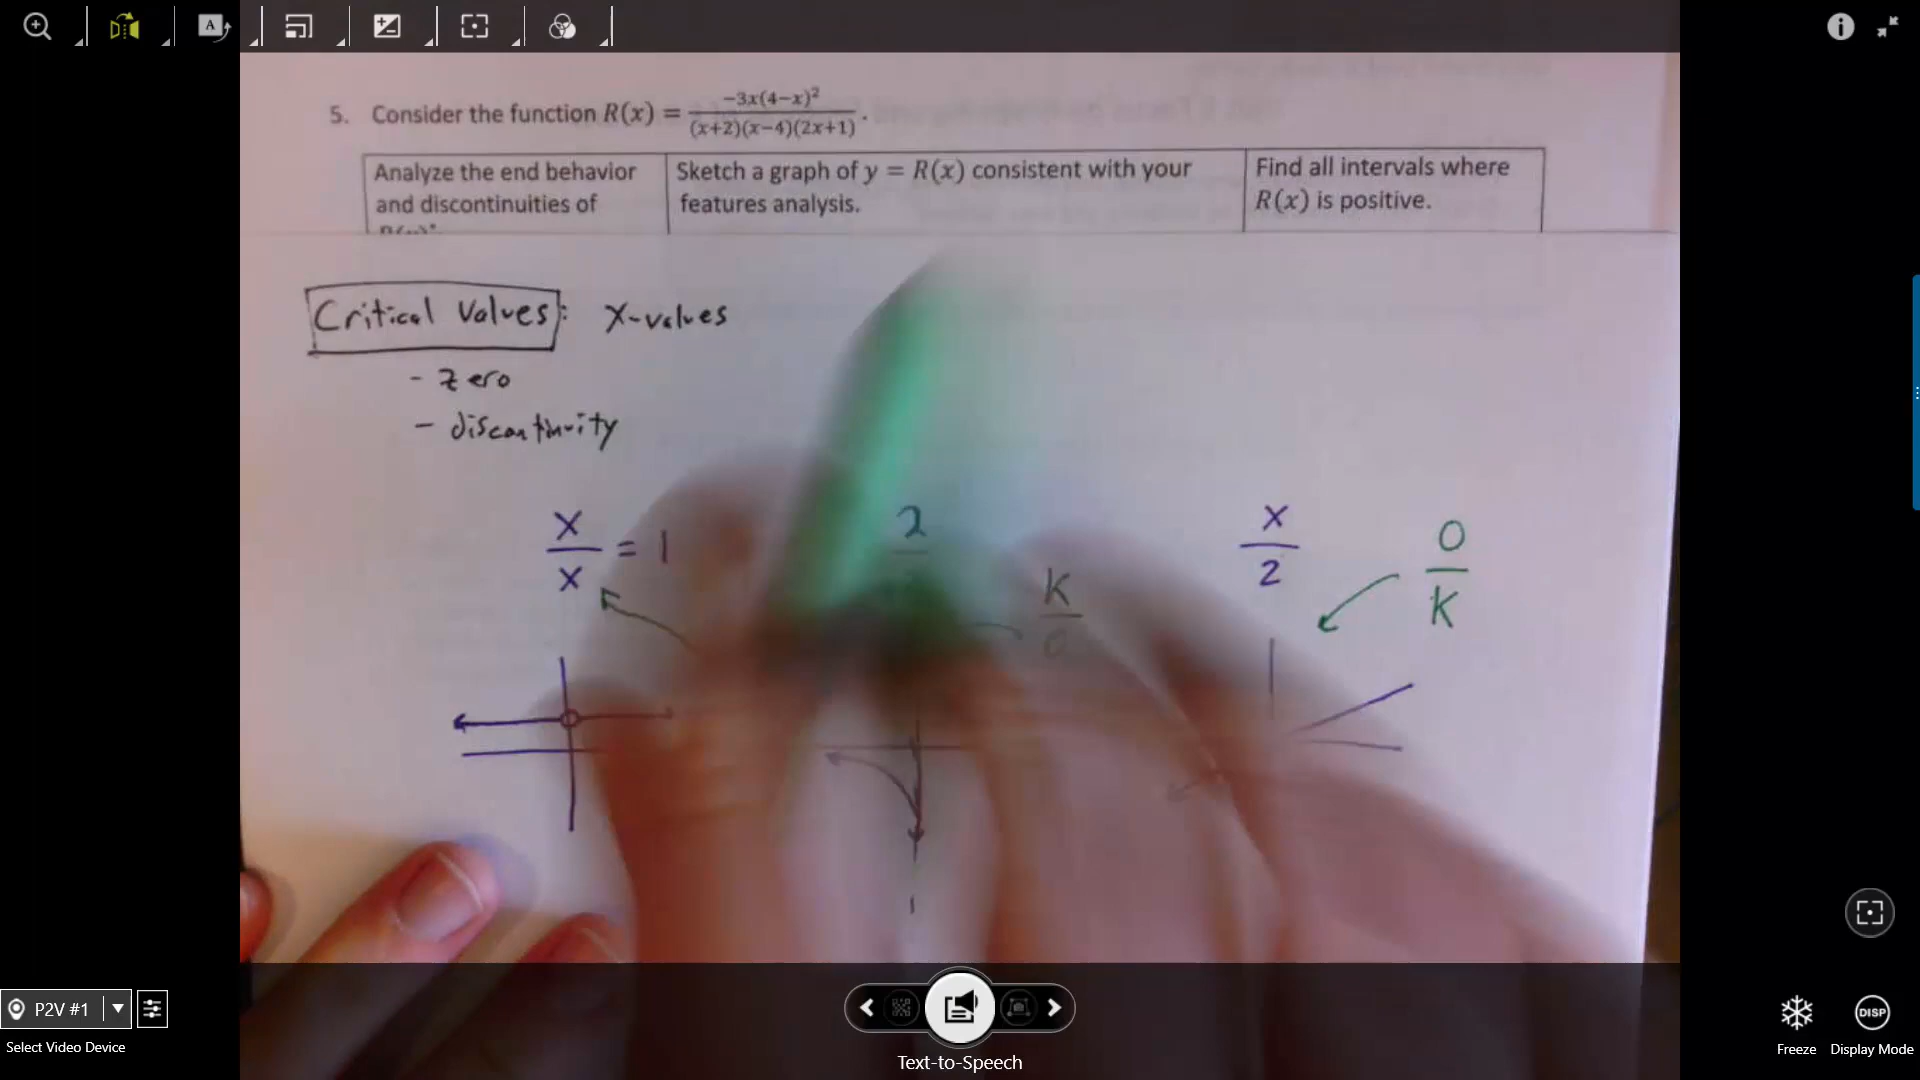 5. Consider the function R(x) = −3x(4−x)² / (x+2)(x−4)(2x+1) .
Analyze the end behavior
and discontinuities of
Sketch a graph of y = R(x) consistent with your
features analysis.
Find all intervals where
R(x) is positive.
Critical Values: X-values
- Zero
- discontinuity
X / X = 1
2
K / 0
X / 2
0 / K
P2V #1
Select Video Device
Text-to-Speech
Freeze
DISP
Display Mode